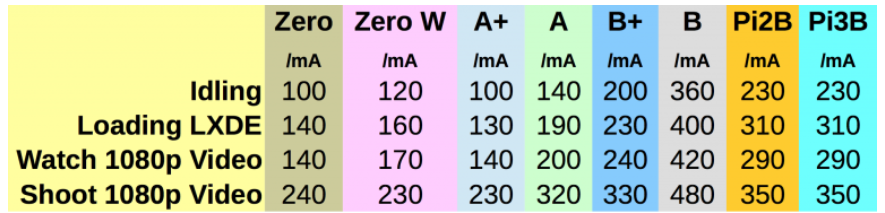 Zero Zero W A+ A B+ B Pi2B Pi3B
/mA /mA /mA /mA /mA /mA /mA /mA
Idling 100 120 100 140 200 360 230 230
Loading LXDE 140 160 130 190 230 400 310 310
Watch 1080p Video 140 170 140 200 240 420 290 290
Shoot 1080p Video 240 230 230 320 330 480 350 350